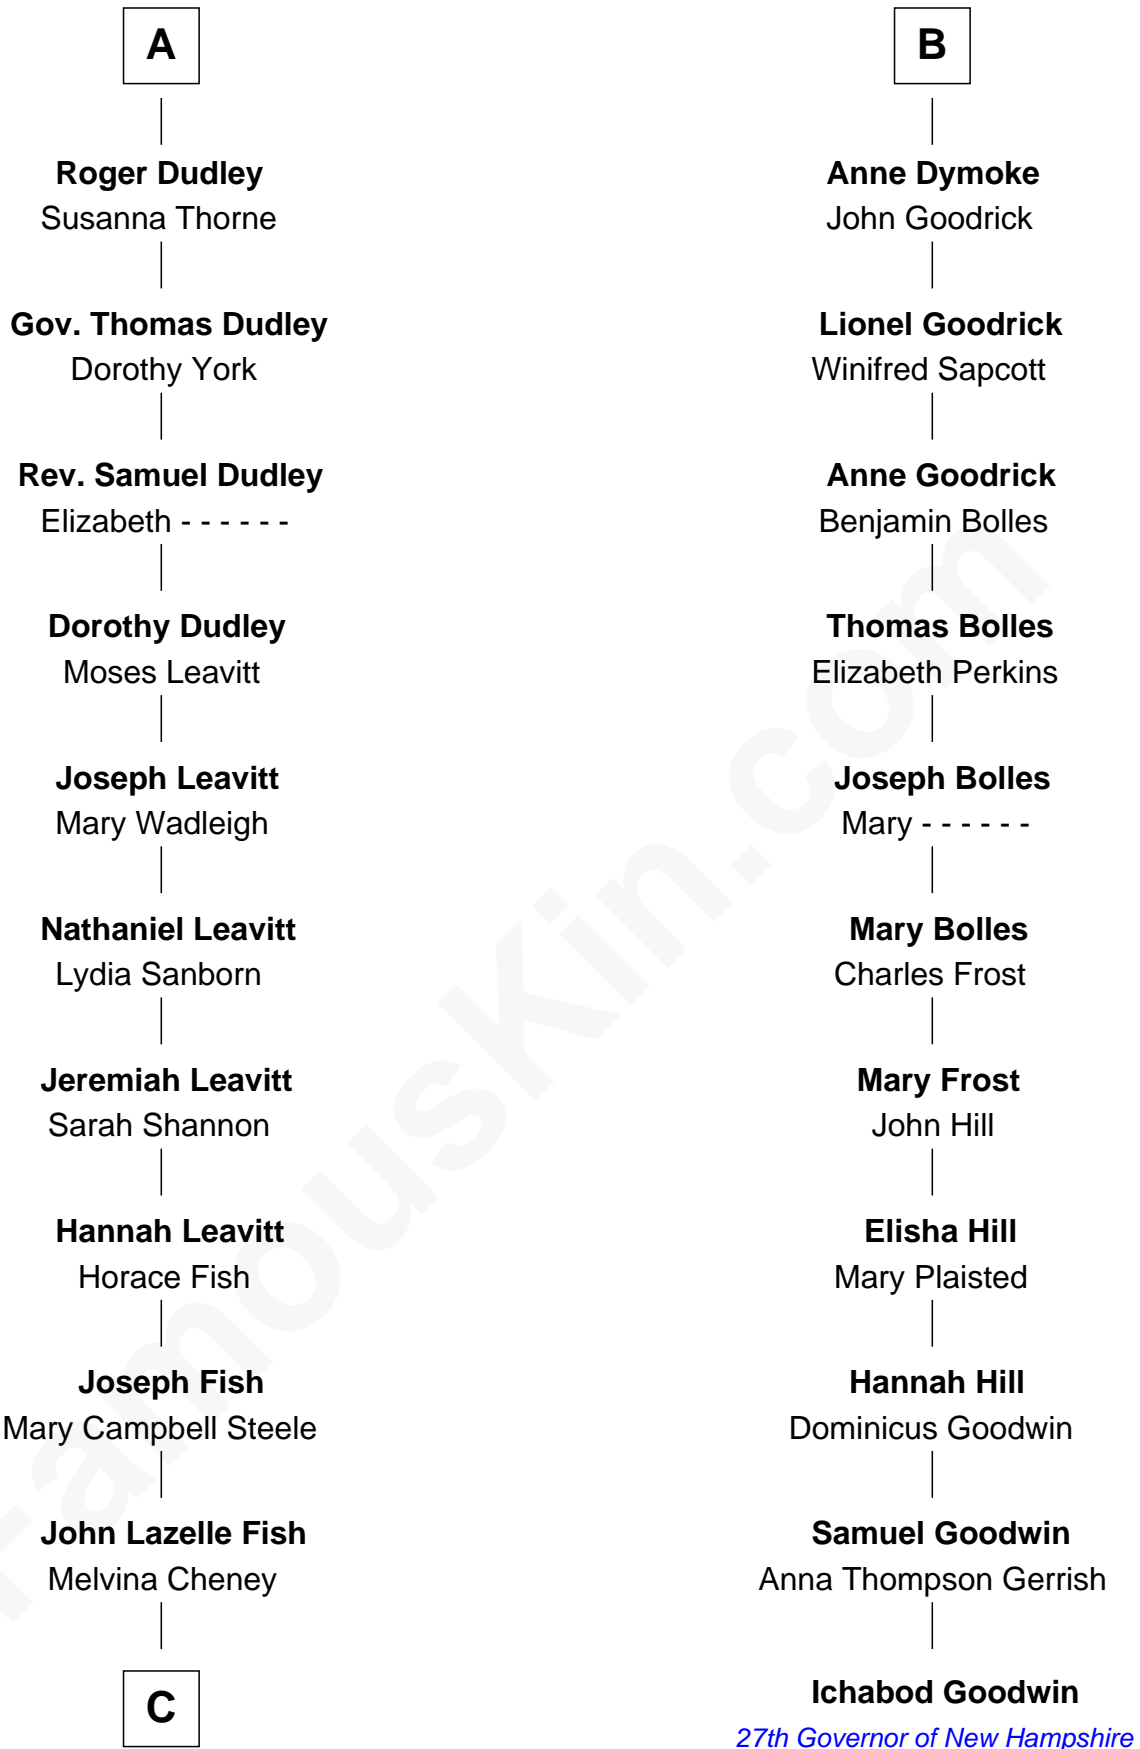 A
Roger Dudley
Susanna Thorne
Gov. Thomas Dudley
Dorothy York
Rev. Samuel Dudley
Elizabeth - - - - - -
Dorothy Dudley
Moses Leavitt
Joseph Leavitt
Mary Wadleigh
Nathaniel Leavitt
Lydia Sanborn
Jeremiah Leavitt
Sarah Shannon
Hannah Leavitt
Horace Fish
Joseph Fish
Mary Campbell Steele
John Lazelle Fish
Melvina Cheney
C
B
Anne Dymoke
John Goodrick
Lionel Goodrick
Winifred Sapcott
Anne Goodrick
Benjamin Bolles
Thomas Bolles
Elizabeth Perkins
Joseph Bolles
Mary - - - - - -
Mary Bolles
Charles Frost
Mary Frost
John Hill
Elisha Hill
Mary Plaisted
Hannah Hill
Dominicus Goodwin
Samuel Goodwin
Anna Thompson Gerrish
Ichabod Goodwin
27th Governor of New Hampshire
FamousKin.com